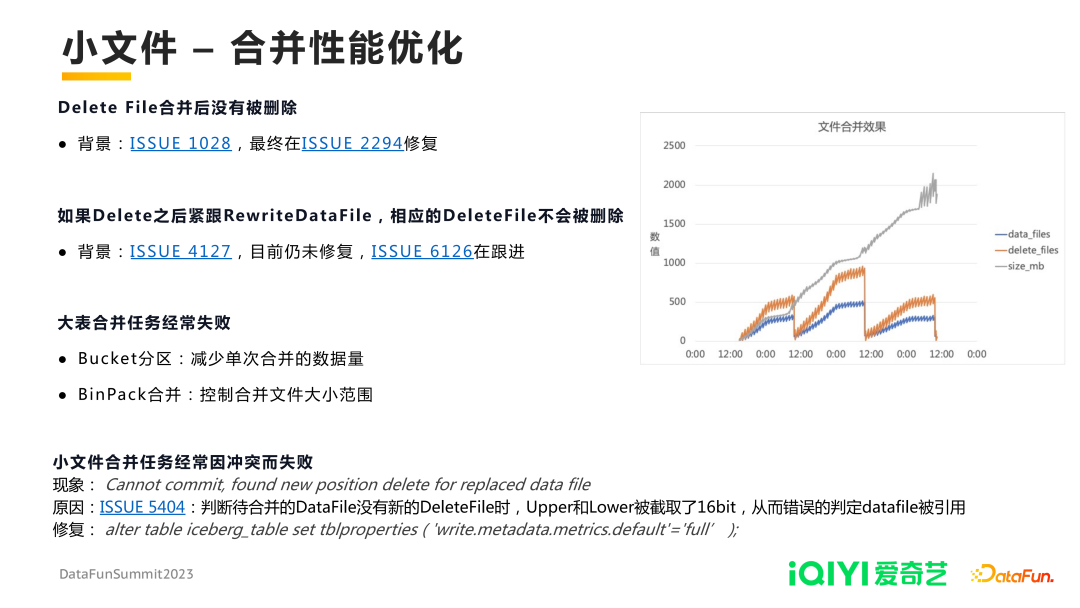 小文件 – 合并性能优化
Delete File合并后没有被删除
● 背景：ISSUE 1028，最终在ISSUE 2294修复
如果Delete之后紧跟RewriteDataFile，相应的DeleteFile不会被删除
● 背景：ISSUE 4127，目前仍未修复，ISSUE 6126在跟进
大表合并任务经常失败
● Bucket分区：减少单次合并的数据量
● BinPack合并：控制合并文件大小范围
小文件合并任务经常因冲突而失败
现象： Cannot commit, found new position delete for replaced data file
原因：ISSUE 5404：判断待合并的DataFile没有新的DeleteFile时，Upper和Lower被截取了16bit，从而错误的判定datafile被引用
修复： alter table iceberg_table set tblproperties ( 'write.metadata.metrics.default'='full’ );
文件合并效果
2500
2000
1500
1000
500
0
数值
0:00 12:00 0:00 12:00 0:00 12:00 0:00 12:00 0:00
data_files
delete_files
size_mb
DataFunSummit2023
iQIYI 爱奇艺
DataFun.